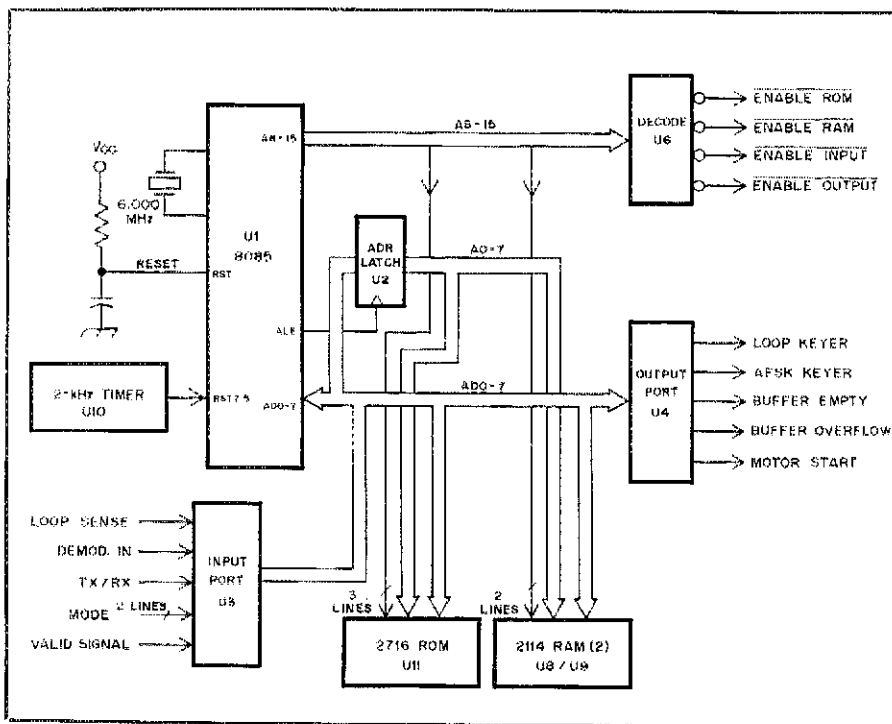 A8-15
A8-15
DECODE
U6
ENABLE ROM
ENABLE RAM
ENABLE INPUT
ENABLE OUTPUT
VCC
6.000
MHz
U1
8085
RESET
RST
ADR
LATCH
U2
A0-7
ALE
2-kHz TIMER
U10
RST7.5
AD0-7
AD0-7
OUTPUT
PORT
U4
LOOP KEYER
AFSK KEYER
BUFFER EMPTY
BUFFER OVERFLOW
MOTOR START
LOOP SENSE
DEMOD. IN
TX/RX
MODE 2 LINES
VALID SIGNAL
INPUT
PORT
U3
3
LINES
2
LINES
2716 ROM
U11
2114 RAM (2)
U8 / U9